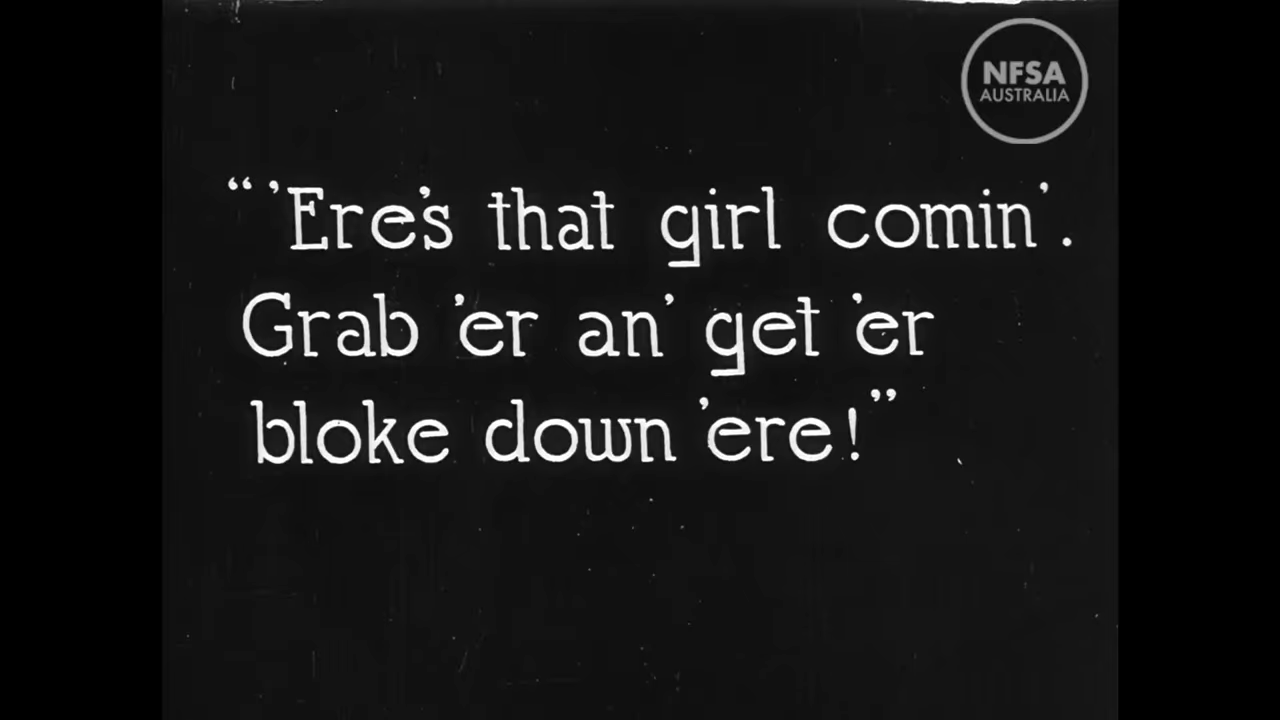 NFSA
AUSTRALIA
“ 'Ere's that girl comin'.
Grab 'er an' get 'er
bloke down 'ere!”